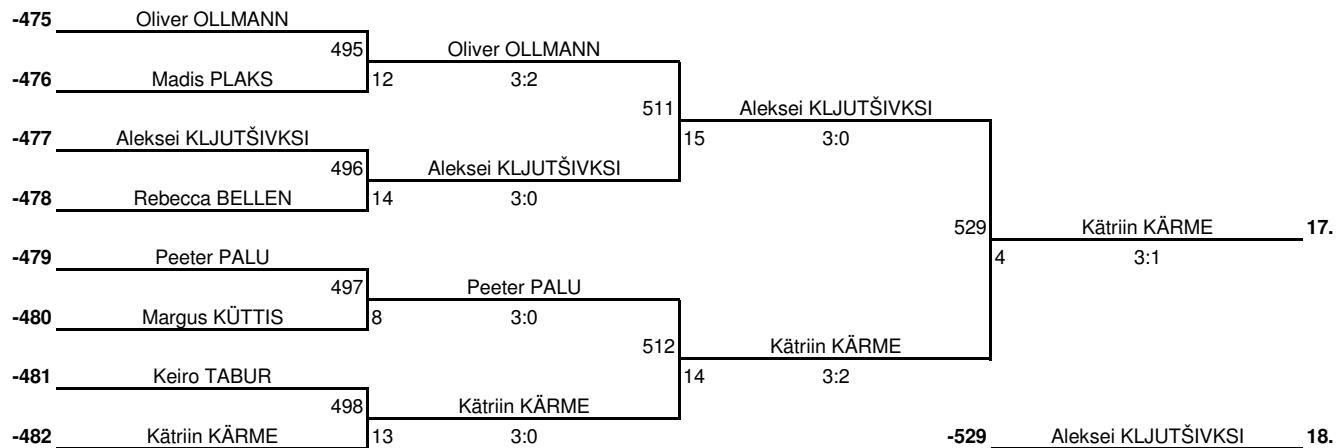 -475 Oliver OLLMANN
495 Oliver OLLMANN
-476 Madis PLAKS 12 3:2
511 Aleksei KLJUTŠIVKSI
-477 Aleksei KLJUTŠIVKSI 15 3:0
496 Aleksei KLJUTŠIVKSI
-478 Rebecca BELLEN 14 3:0
529 Kätriin KÄRME 17.
-479 Peeter PALU 4 3:1
497 Peeter PALU
-480 Margus KÜTTIS 8 3:0
512 Kätriin KÄRME
-481 Keiro TABUR 14 3:2
498 Kätriin KÄRME
-482 Kätriin KÄRME 13 3:0 -529 Aleksei KLJUTŠIVKSI 18.